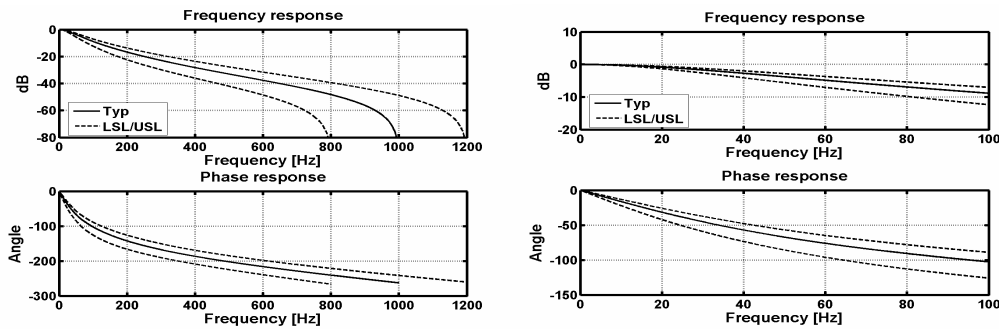 Frequency response
0
-20
-40
-60
-80
dB
Typ
LSL/USL
0 200 400 600 800 1000 1200
Frequency [Hz]
Phase response
0
-100
-200
-300
Angle
0 200 400 600 800 1000 1200
Frequency [Hz]
Frequency response
10
0
-10
-20
dB
Typ
LSL/USL
0 20 40 60 80 100
Frequency [Hz]
Phase response
0
-50
-100
-150
Angle
0 20 40 60 80 100
Frequency [Hz]